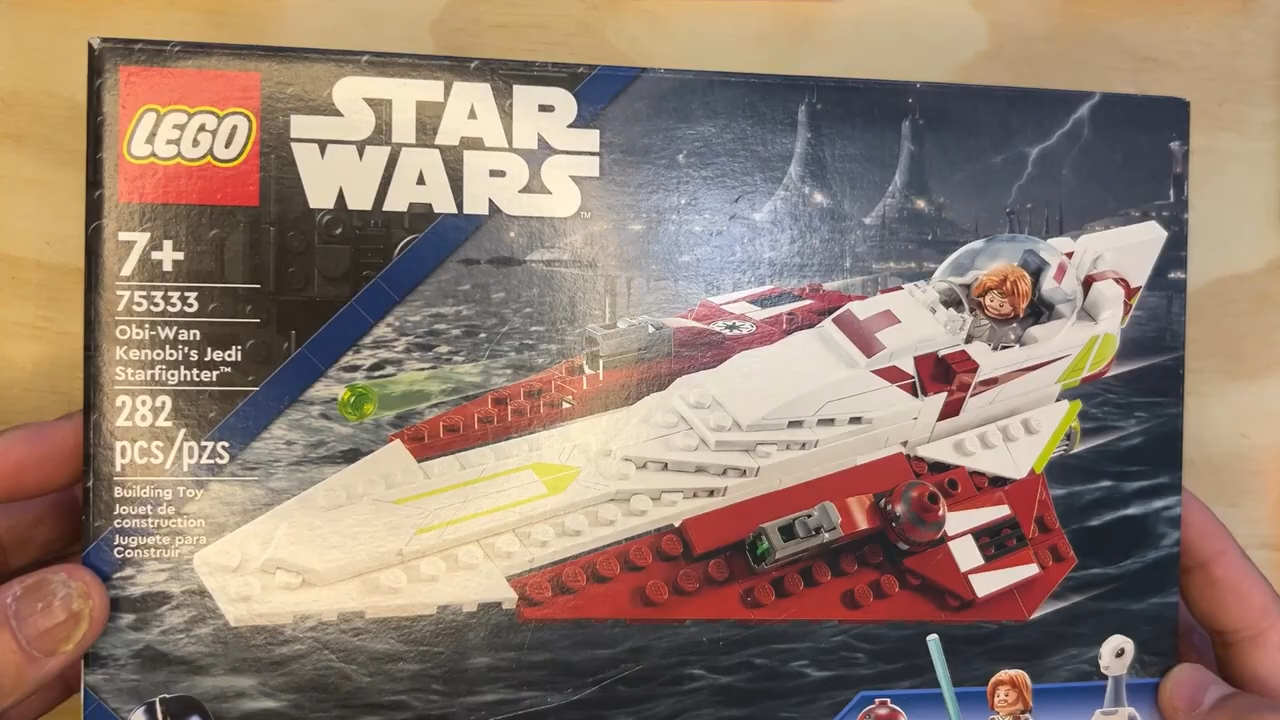 LEGO
STAR
WARS™
7+
75333
Obi-Wan
Kenobi's Jedi
Starfighter™
282
pcs/pzs
Building Toy
Jouet de
construction
Juguete para
Construir